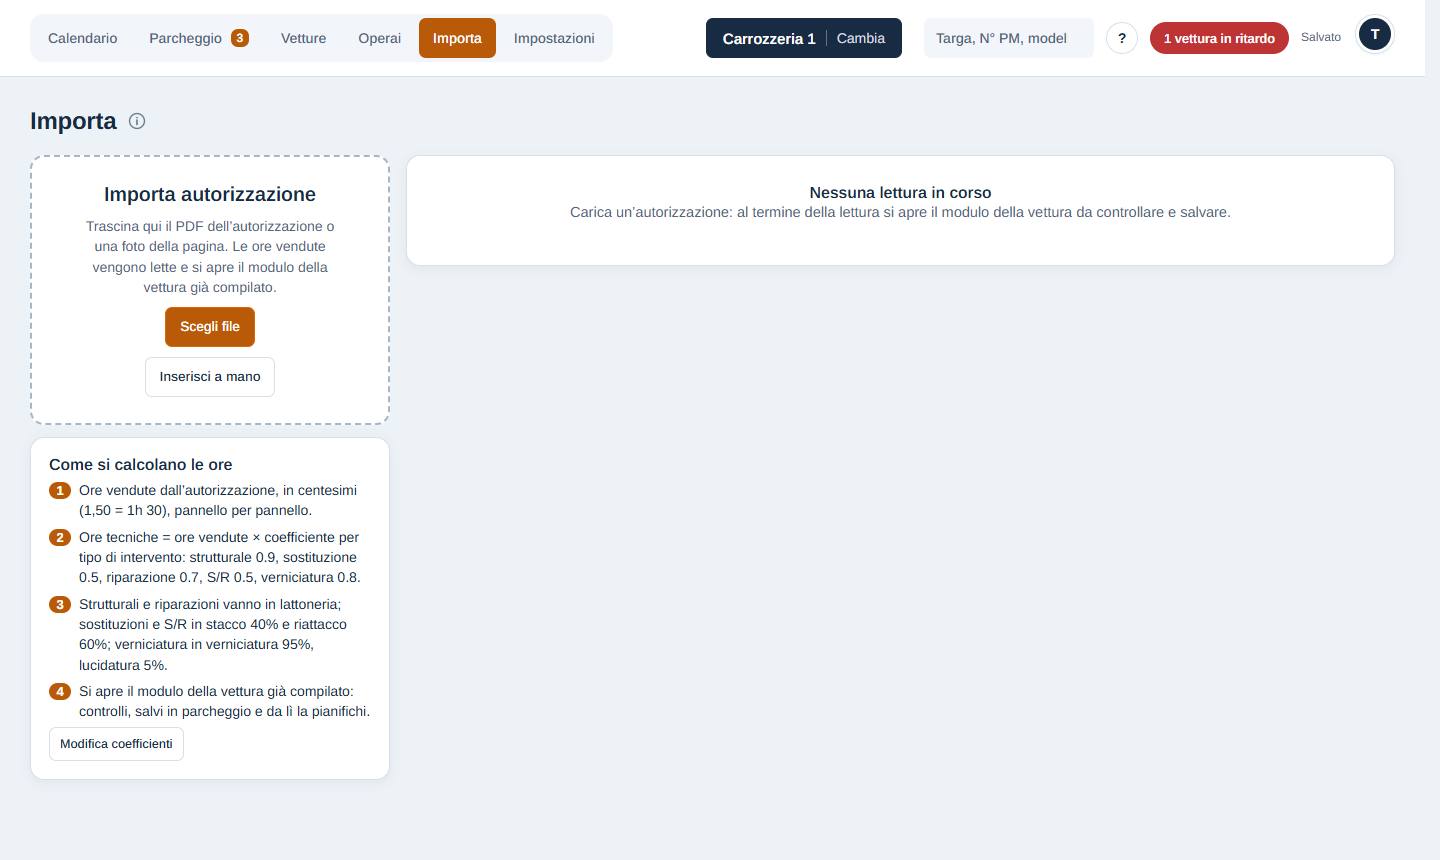 Calendario
Parcheggio 3
Vetture
Operai
Importa
Impostazioni
Carrozzeria 1 Cambia
Targa, N° PM, model
?
1 vettura in ritardo
Salvato
T
Importa
Importa autorizzazione
Trascina qui il PDF dell’autorizzazione o
una foto della pagina. Le ore vendute
vengono lette e si apre il modulo della
vettura già compilato.
Scegli file
Inserisci a mano
Nessuna lettura in corso
Carica un’autorizzazione: al termine della lettura si apre il modulo della vettura da controllare e salvare.
Come si calcolano le ore
1 Ore vendute dall’autorizzazione, in centesimi
(1,50 = 1h 30), pannello per pannello.
2 Ore tecniche = ore vendute × coefficiente per
tipo di intervento: strutturale 0.9, sostituzione
0.5, riparazione 0.7, S/R 0.5, verniciatura 0.8.
3 Strutturali e riparazioni vanno in lattoneria;
sostituzioni e S/R in stacco 40% e riattacco
60%; verniciatura in verniciatura 95%,
lucidatura 5%.
4 Si apre il modulo della vettura già compilato:
controlli, salvi in parcheggio e da lì la pianifichi.
Modifica coefficienti